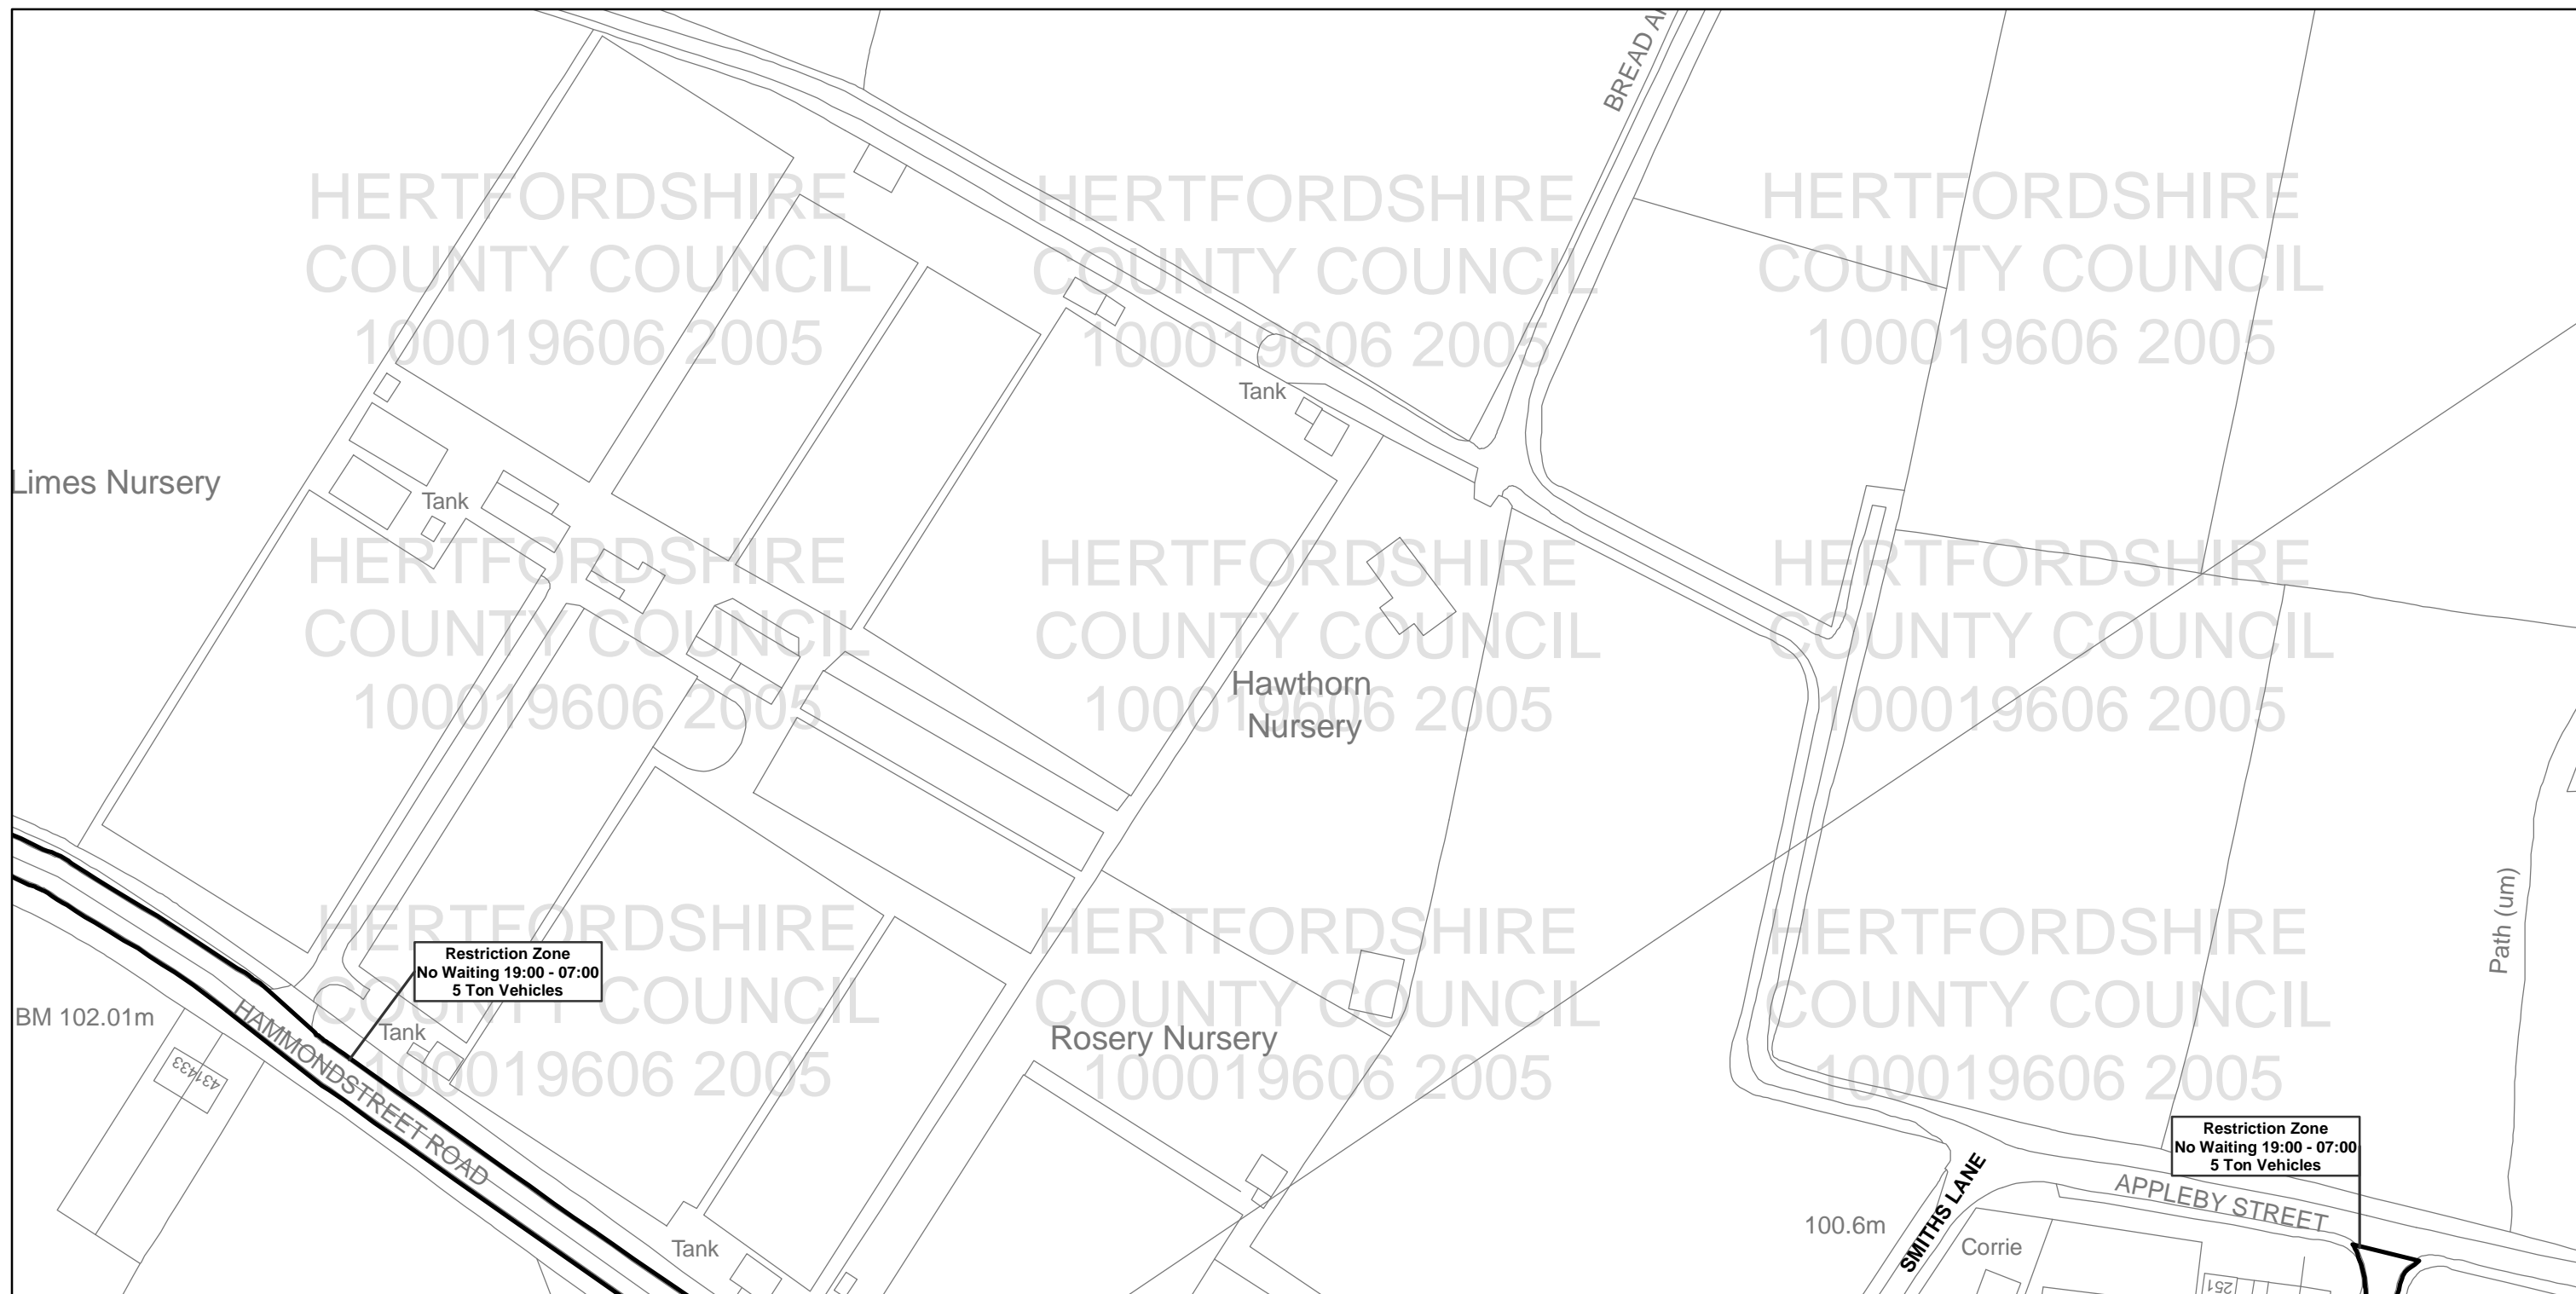 BREAD A
HERTFORDSHIRE
COUNTY COUNCIL
100019606 2005
HERTFORDSHIRE
COUNTY COUNCIL
100019606 2005
HERTFORDSHIRE
COUNTY COUNCIL
100019606 2005
Tank
Limes Nursery
Tank
HERTFORDSHIRE
COUNTY COUNCIL
100019606 2005
HERTFORDSHIRE
COUNTY COUNCIL
100019606 2005
HERTFORDSHIRE
COUNTY COUNCIL
100019606 2005
Hawthorn
Nursery
Path (um)
HERTFORDSHIRE
COUNTY COUNCIL
100019606 2005
HERTFORDSHIRE
COUNTY COUNCIL
100019606 2005
HERTFORDSHIRE
COUNTY COUNCIL
100019606 2005
Restriction Zone
No Waiting 19:00 - 07:00
5 Ton Vehicles
BM 102.01m
Tank
Rosery Nursery
431433
HAMMONDSTREET ROAD
Restriction Zone
No Waiting 19:00 - 07:00
5 Ton Vehicles
SMITHS LANE
APPLEBY STREET
100.6m
Corrie
Tank
251